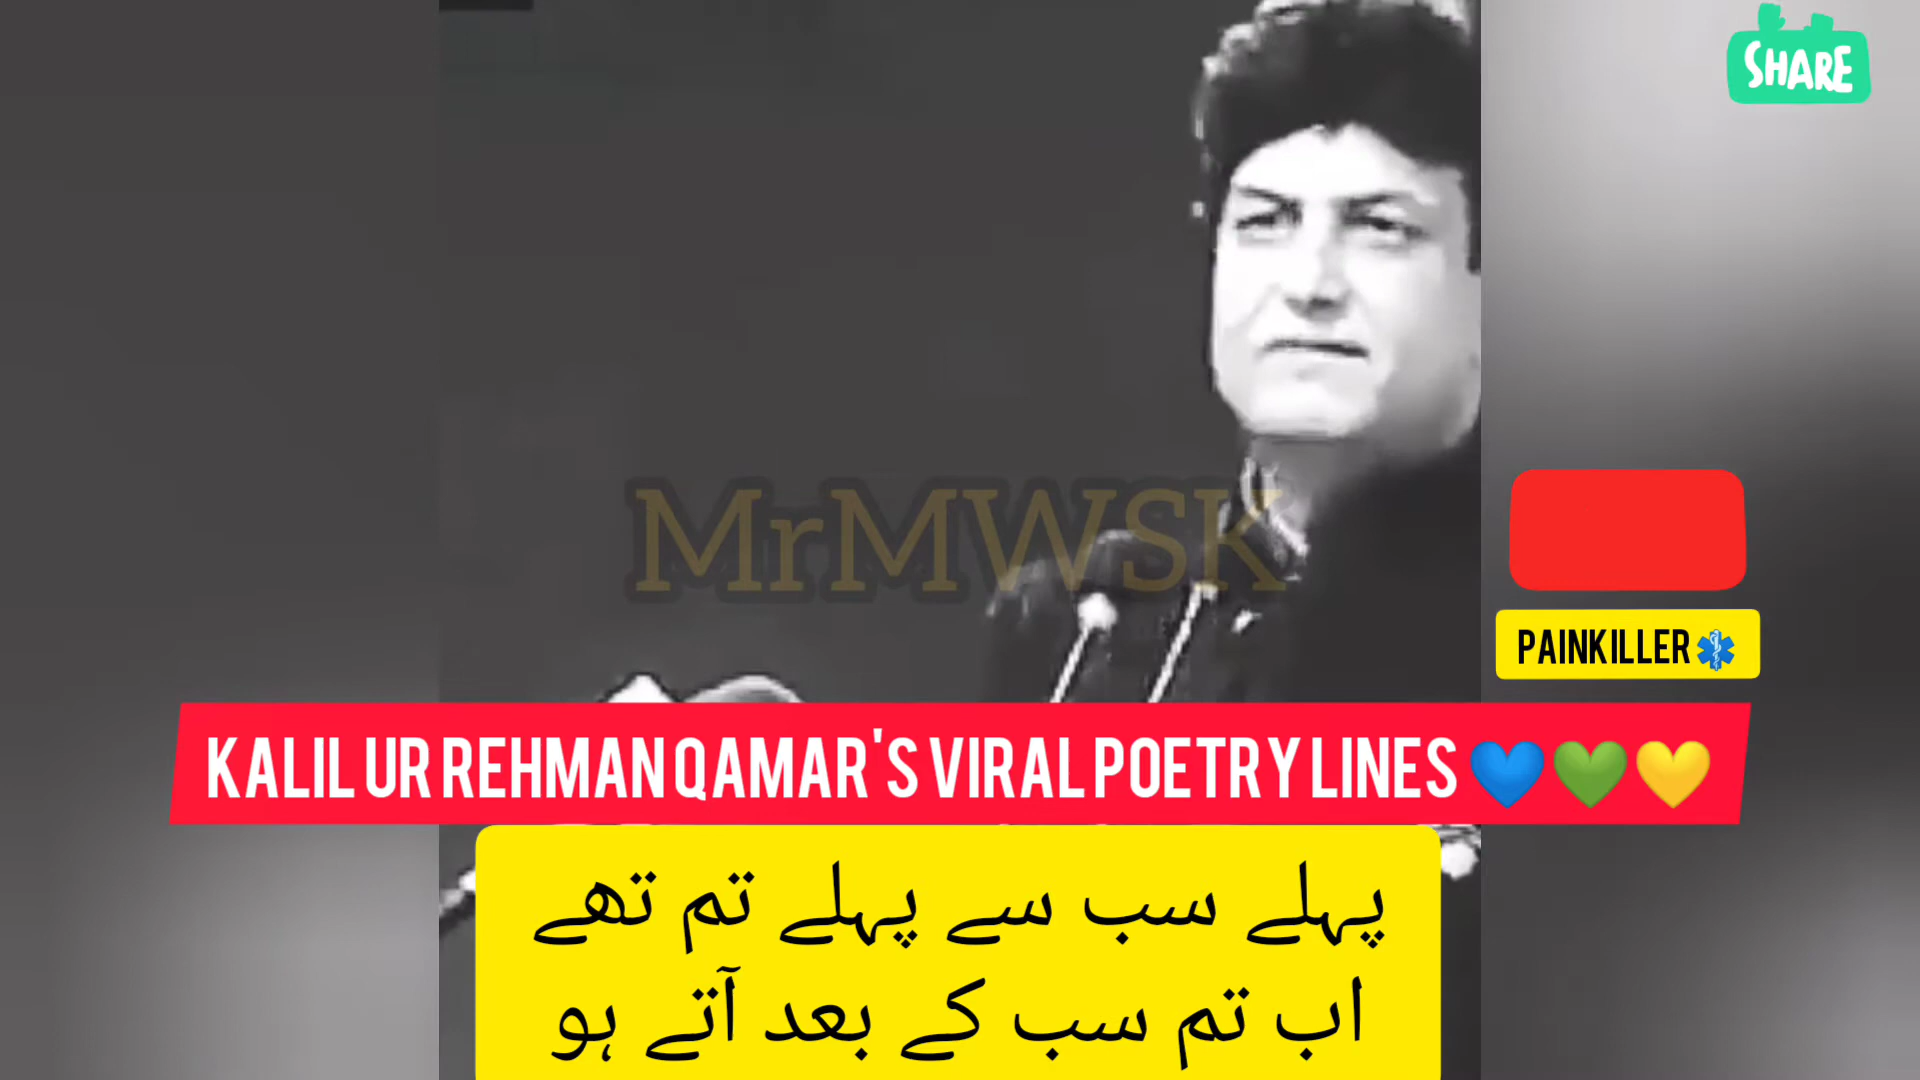 SHARE
MrMWSK
PAINKILLER
KALIL UR REHMAN QAMAR'S VIRAL POETRY LINES 💙💚💛
پہلے سب سے پہلے تم تھے
اب تم سب کے بعد آتے ہو